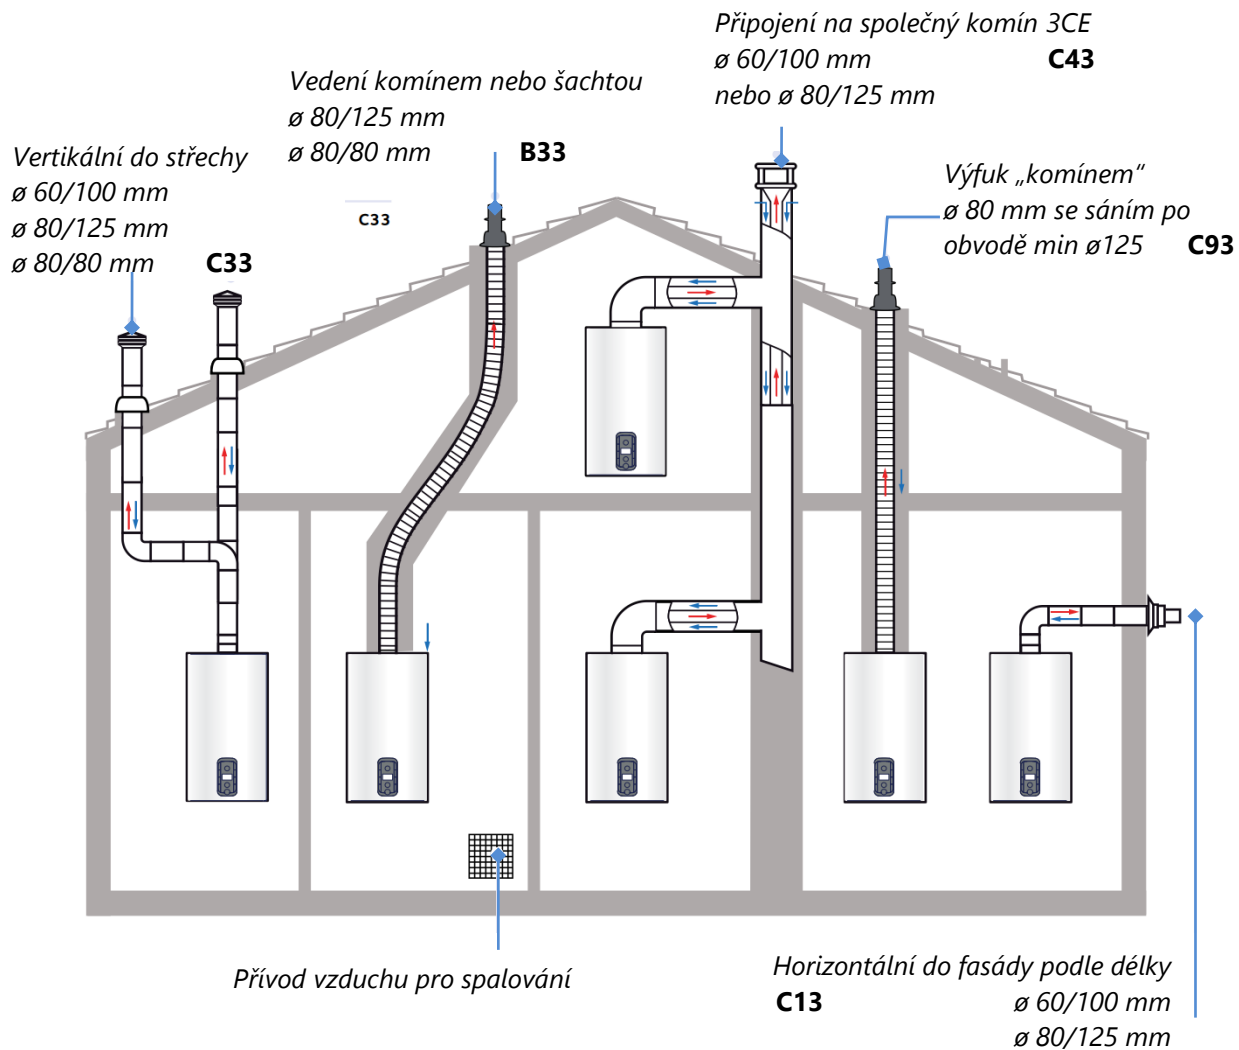 Připojení na společný komín 3CE
ø 60/100 mm C43
nebo ø 80/125 mm
Vedení komínem nebo šachtou
ø 80/125 mm
ø 80/80 mm B33
Vertikální do střechy
ø 60/100 mm
ø 80/125 mm
ø 80/80 mm C33
C33
Výfuk „komínem“
ø 80 mm se sáním po
obvodě min ø125 C93
Přívod vzduchu pro spalování
Horizontální do fasády podle délky
C13 ø 60/100 mm
ø 80/125 mm